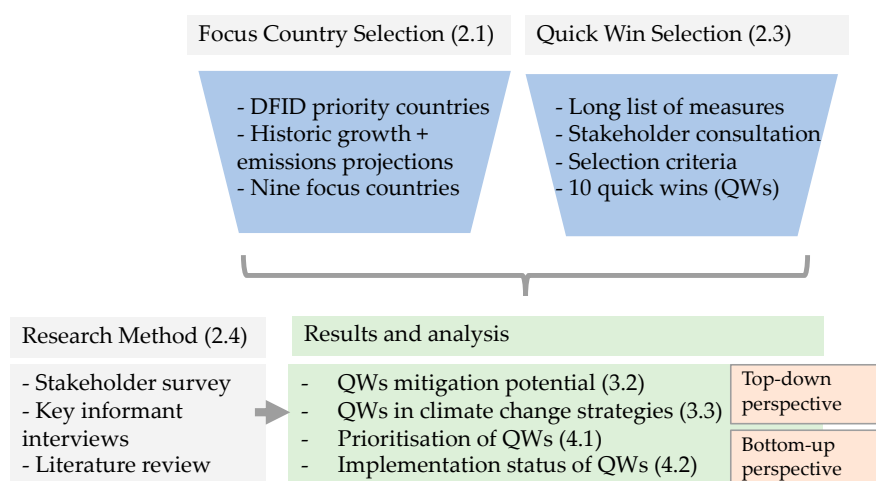 Focus Country Selection (2.1)
Quick Win Selection (2.3)
- DFID priority countries
- Historic growth +
emissions projections
- Nine focus countries
- Long list of measures
- Stakeholder consultation
- Selection criteria
- 10 quick wins (QWs)
Research Method (2.4)
- Stakeholder survey
- Key informant
interviews
- Literature review
Results and analysis
- QWs mitigation potential (3.2)
- QWs in climate change strategies (3.3)
- Prioritisation of QWs (4.1)
- Implementation status of QWs (4.2)
Top-down
perspective
Bottom-up
perspective